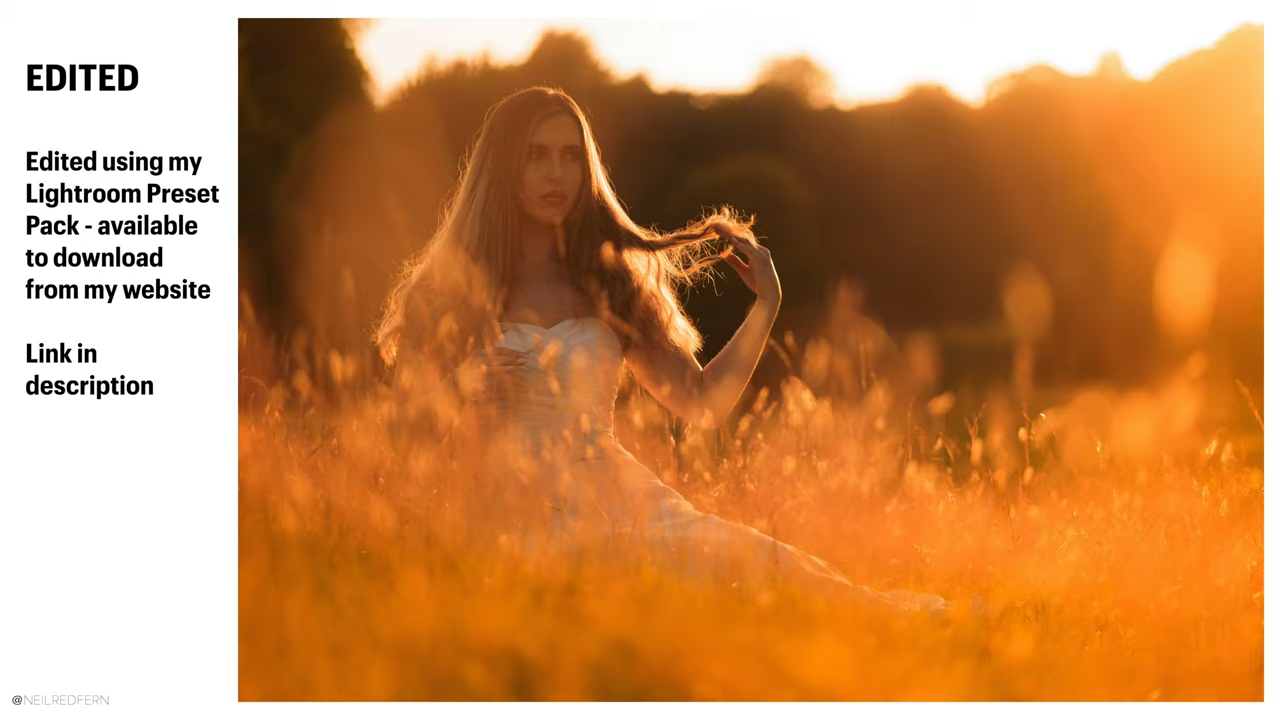 EDITED
Edited using my
Lightroom Preset
Pack - available
to download
from my website
Link in
description
@NEILREDFERN